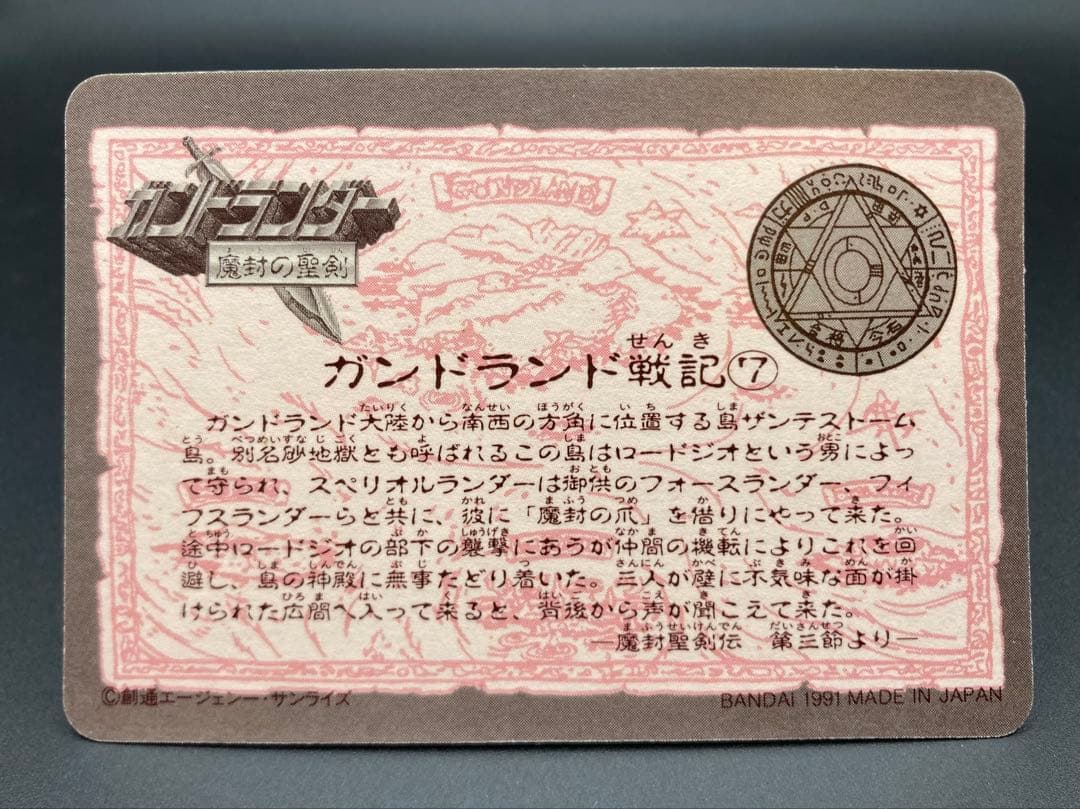 ガンドランダー
魔封の聖剣
ガンドランド戦記⑦
ガンドランド大陸から南西の方角に位置する島ザンテストーム
島。別名砂地獄とも呼ばれるこの島はロードジオという男によっ
て守られ、スペリオルランダーは御供のフォースランダー、フィ
フスランダーらと共に、彼に「魔封の爪」を借りにやって来た。
途中ロードジオの部下の襲撃にあうが仲間の機転によりこれを回
避し、島の神殿に無事たどり着いた。三人が壁に不気味な面が掛
けられた広間へ入って来ると、背後から声が聞こえて来た。
―魔封聖剣伝 第三節より―
©創通エージェンシー・サンライズ
BANDAI 1991 MADE IN JAPAN